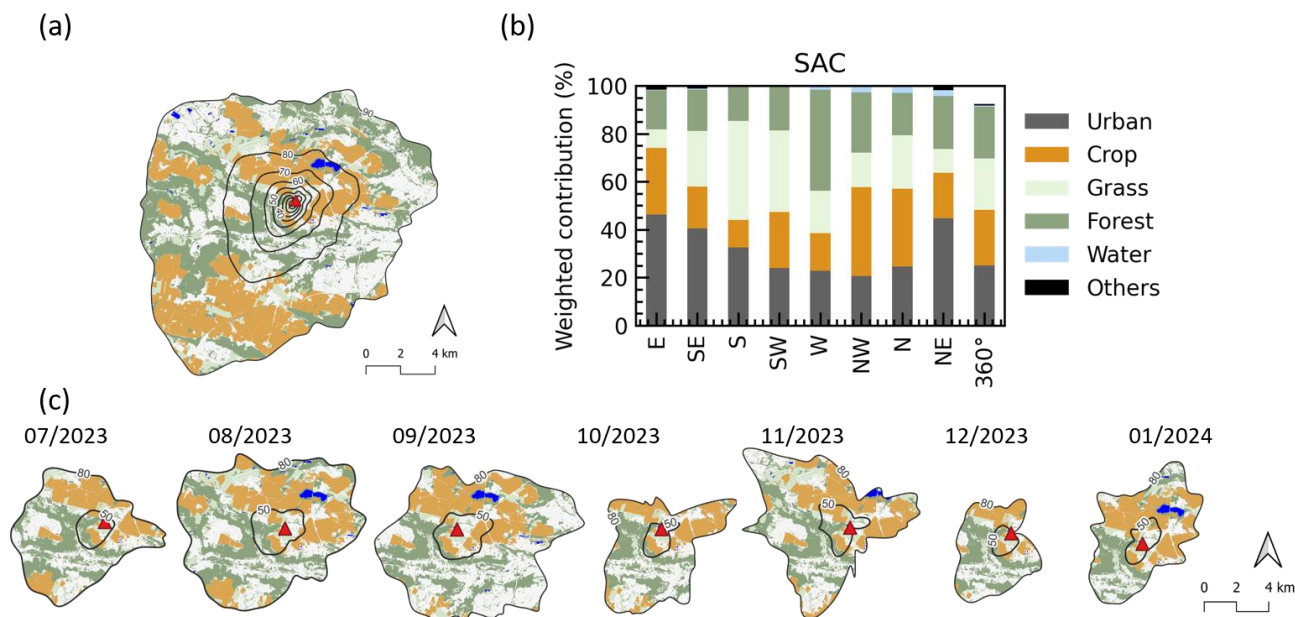 (a)
90
80
70
60
50
0 2 4 km
(b)
SAC
Weighted contribution (%)
100
80
60
40
20
0
E SE S SW W NW N NE 360°
Urban
Crop
Grass
Forest
Water
Others
(c)
07/2023 08/2023 09/2023 10/2023 11/2023 12/2023 01/2024
80 50
80 50
80 50
80 50
80 50
80 50
80 50
0 2 4 km